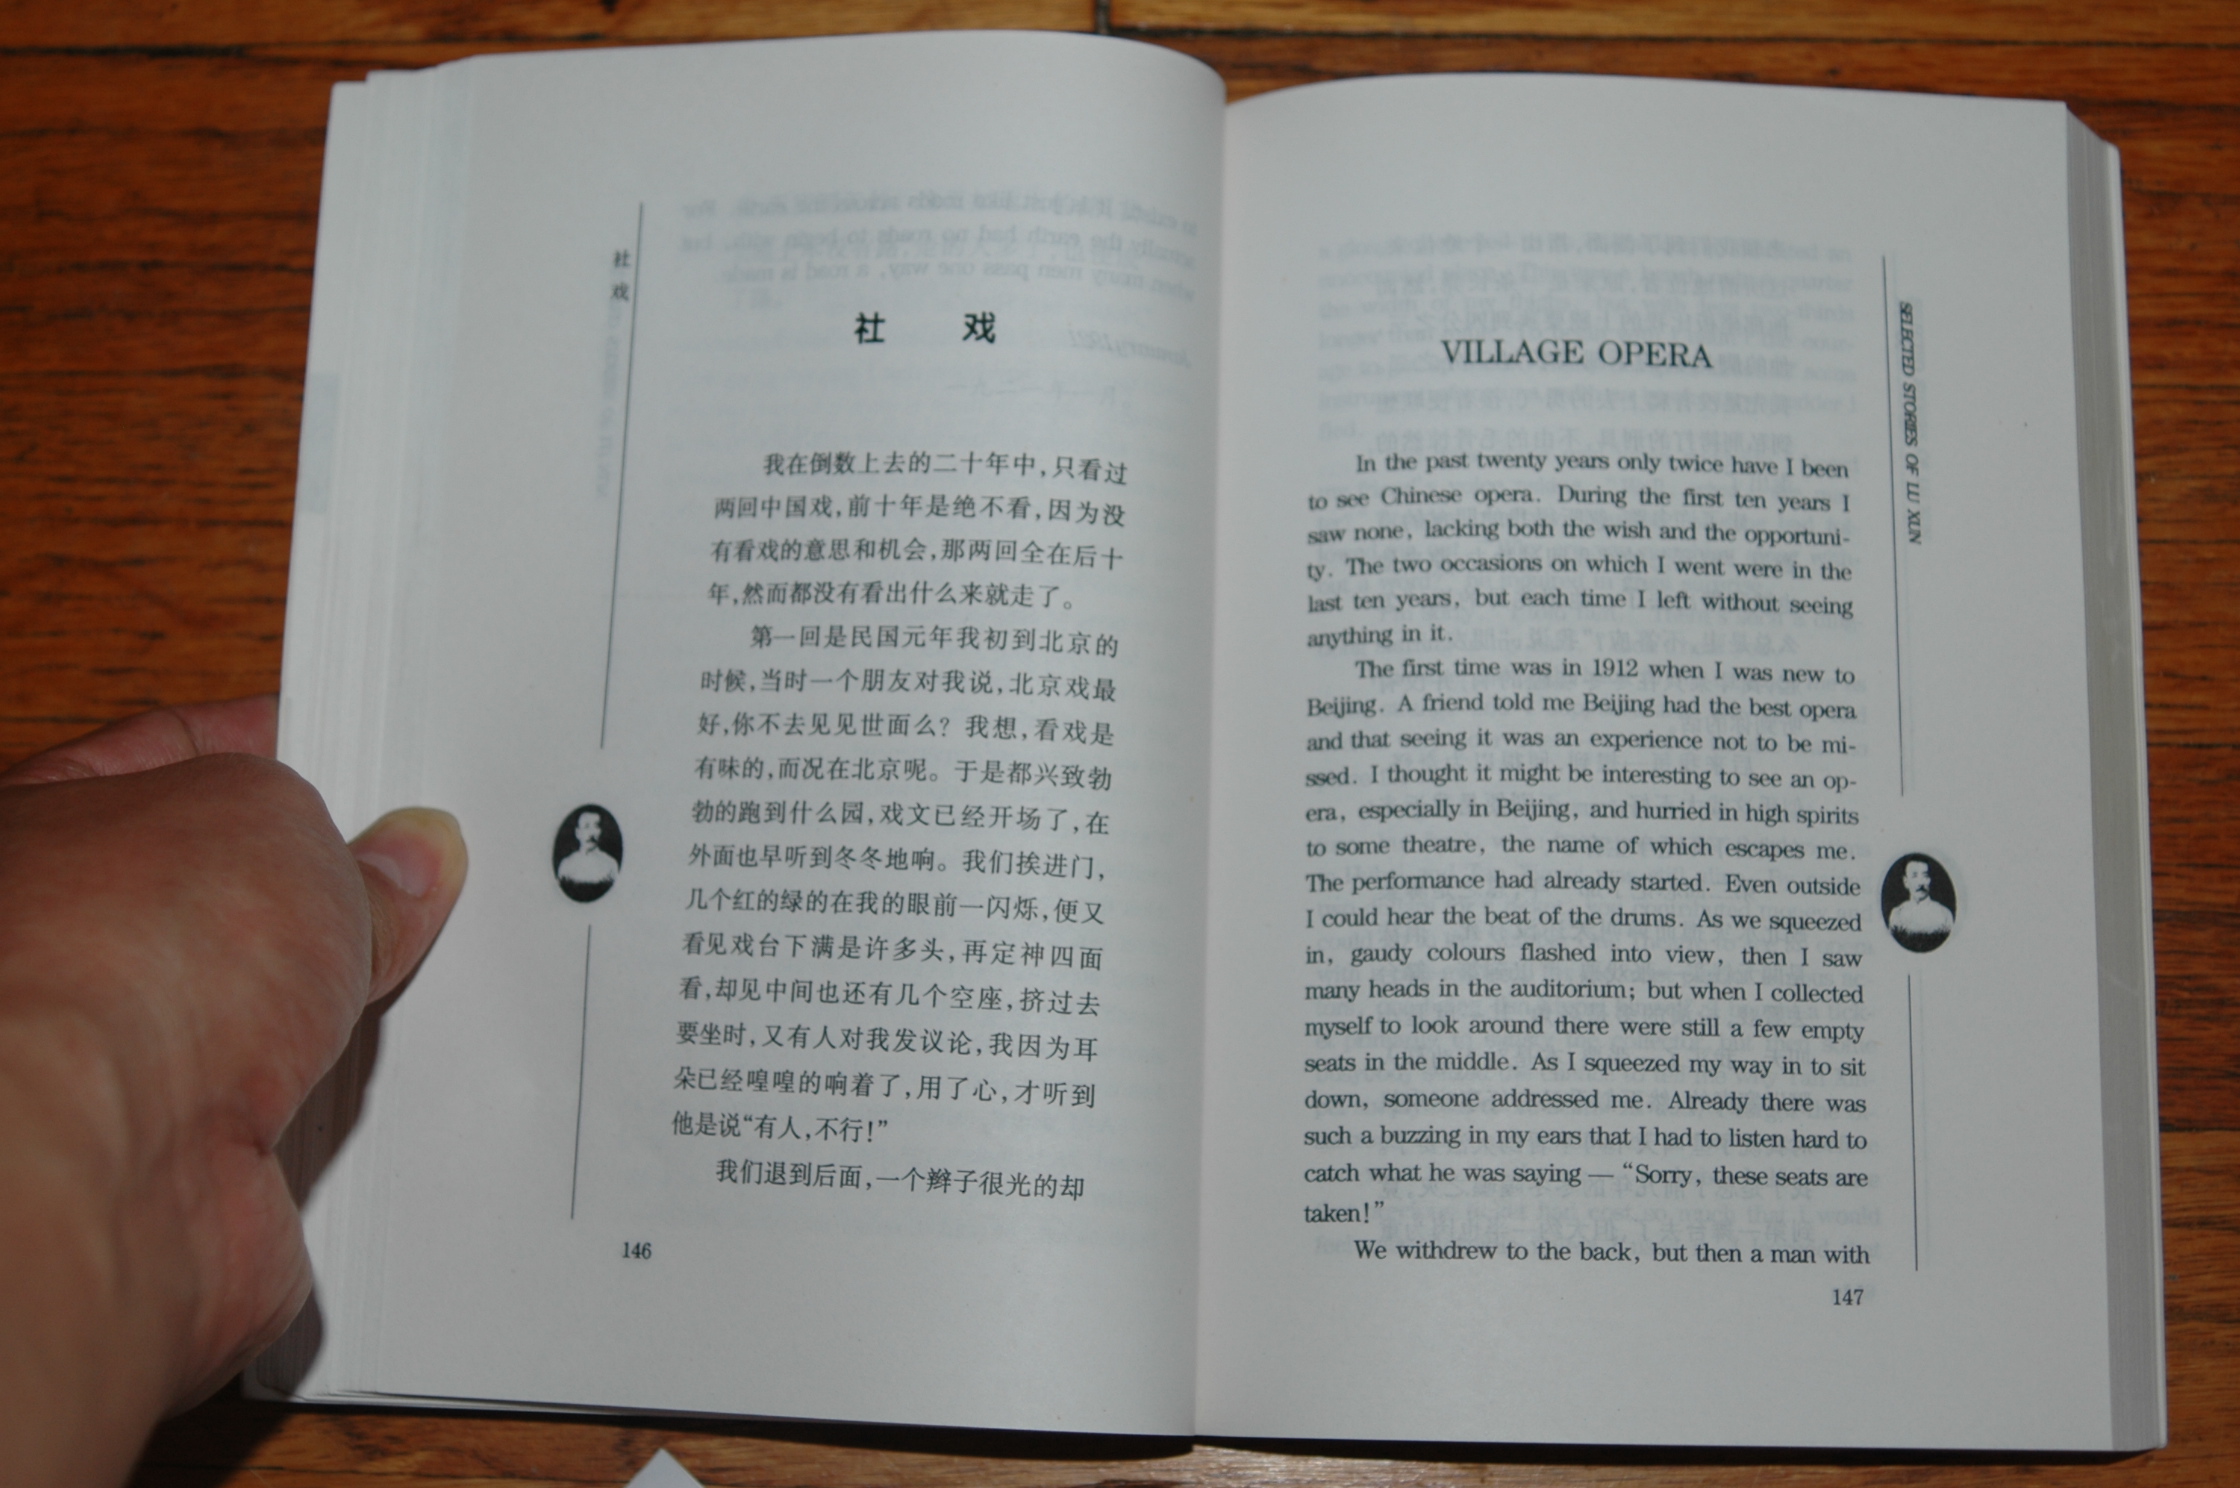 社
戏
社 戏
我在倒数上去的二十年中,只看过
两回中国戏,前十年是绝不看,因为没
有看戏的意思和机会,那两回全在后十
年,然而都没有看出什么来就走了。
第一回是民国元年我初到北京的
时候,当时一个朋友对我说,北京戏最
好,你不去见见世面么？我想,看戏是
有味的,而况在北京呢。于是都兴致勃
勃的跑到什么园,戏文已经开场了,在
外面也早听到冬冬地响。我们挨进门,
几个红的绿的在我的眼前一闪烁,便又
看见戏台下满是许多头,再定神四面
看,却见中间也还有几个空座,挤过去
要坐时,又有人对我发议论,我因为耳
朵已经喤喤的响着了,用了心,才听到
他是说“有人,不行!”
我们退到后面,一个辫子很光的却
146
SELECTED STORIES OF LU XUN
VILLAGE OPERA
In the past twenty years only twice have I been
to see Chinese opera. During the first ten years I
saw none, lacking both the wish and the opportuni-
ty. The two occasions on which I went were in the
last ten years, but each time I left without seeing
anything in it.
The first time was in 1912 when I was new to
Beijing. A friend told me Beijing had the best opera
and that seeing it was an experience not to be mi-
ssed. I thought it might be interesting to see an op-
era, especially in Beijing, and hurried in high spirits
to some theatre, the name of which escapes me.
The performance had already started. Even outside
I could hear the beat of the drums. As we squeezed
in, gaudy colours flashed into view, then I saw
many heads in the auditorium; but when I collected
myself to look around there were still a few empty
seats in the middle. As I squeezed my way in to sit
down, someone addressed me. Already there was
such a buzzing in my ears that I had to listen hard to
catch what he was saying — “Sorry, these seats are
taken!”
We withdrew to the back, but then a man with
147